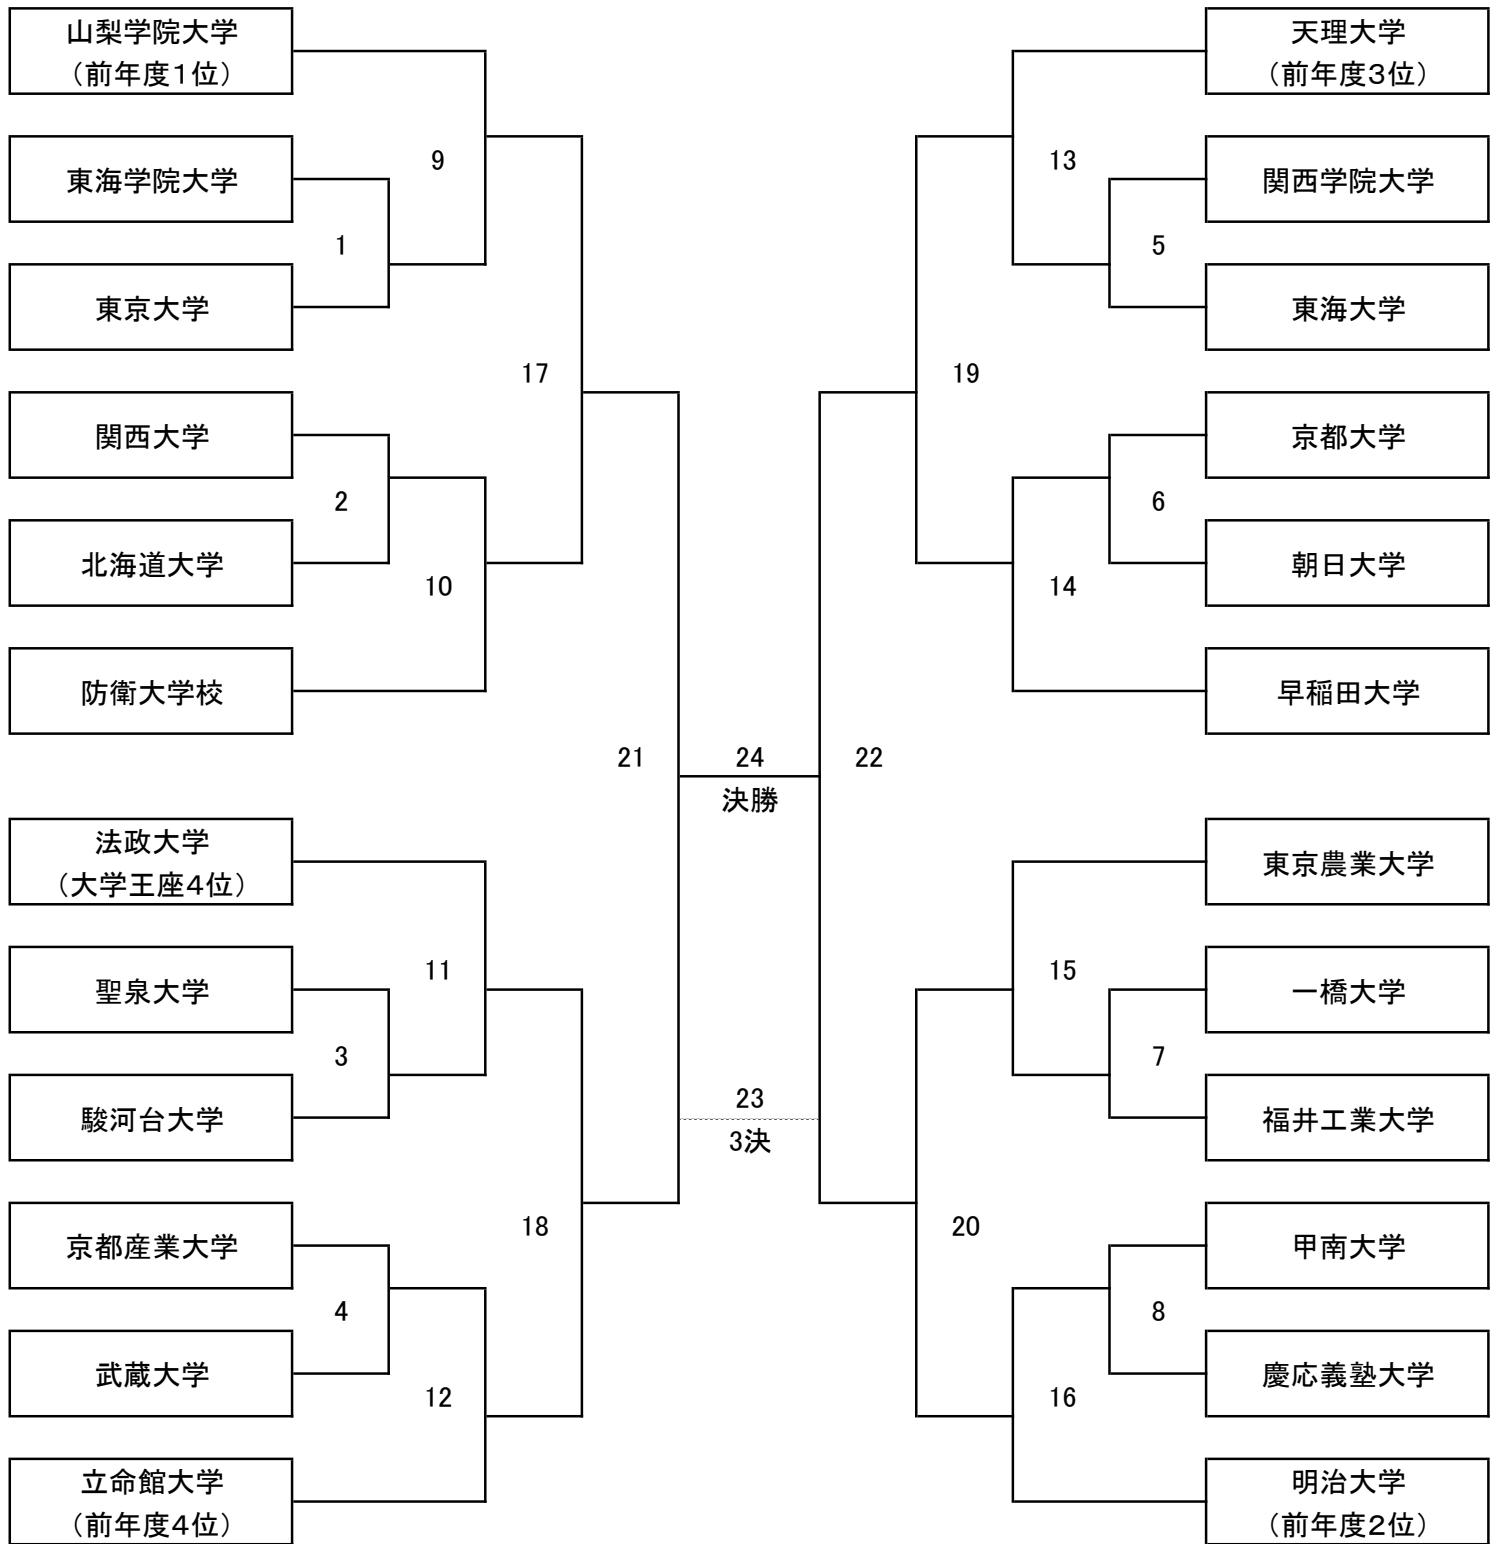 山梨学院大学
（前年度1位）
東海学院大学
東京大学
関西大学
北海道大学
防衛大学校
法政大学
（大学王座4位）
聖泉大学
駿河台大学
京都産業大学
武蔵大学
立命館大学
（前年度4位）
1
2
3
4
9
10
11
12
17
18
21
24
決勝
23
3決
22
19
20
13
14
15
16
5
6
7
8
天理大学
（前年度3位）
関西学院大学
東海大学
京都大学
朝日大学
早稲田大学
東京農業大学
一橋大学
福井工業大学
甲南大学
慶応義塾大学
明治大学
（前年度2位）